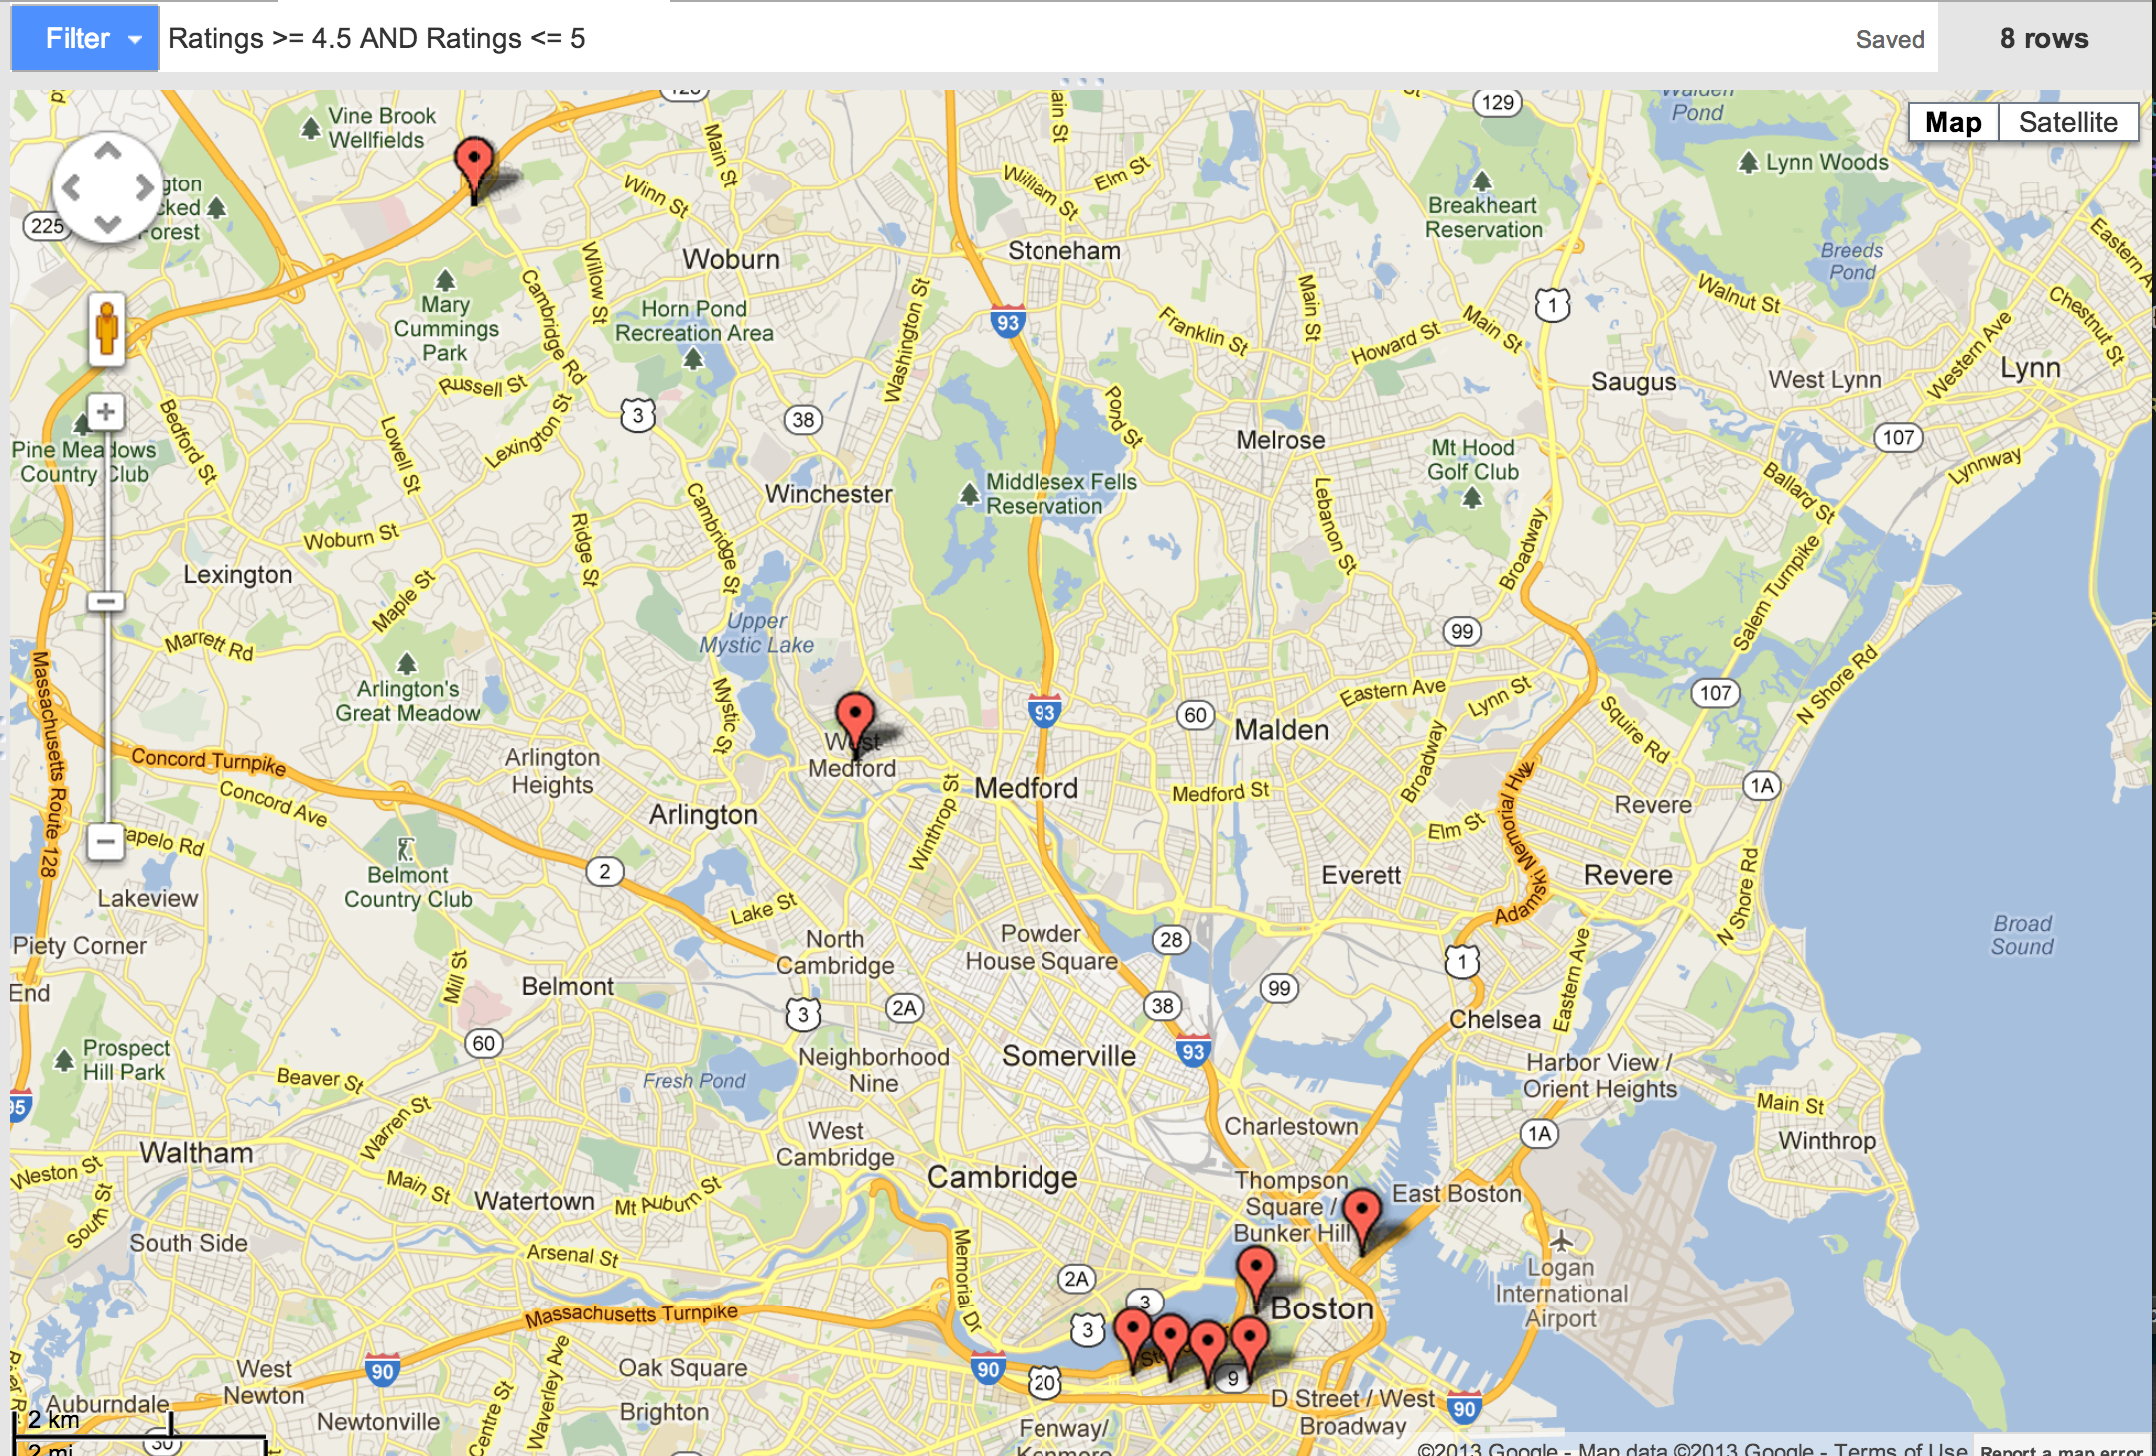 Filter
Ratings >= 4.5 AND Ratings <= 5
Saved
8 rows
Map
Satellite
129
Vine Brook
Wellfields
Main St
William St
Elm St
Lynn Woods
Winn St
225
Forest
Breakheart
Reservation
Eastern
Woburn
Stoneham
Breeds
Pond
Willow St
Walnut St
Chestnut St
Mary
Cummings
Park
Cambridge Rd
Horn Pond
Recreation Area
Washington St
93
Franklin St
Main St
Howard St
Main St
1
Western Ave
Saugus
West Lynn
Lynn
Russell St
Bedford St
Lowell St
Lexington St
3
38
Pond St
Melrose
Mt Hood
Golf Club
107
Pine Meadows
Country Club
Lynnway
Ballard St
Winchester
Middlesex Fells
Reservation
Lebanon St
Broadway
Woburn St
Ridge St
Cambridge St
Lexington
Maple St
Salem Turnpike
Marrett Rd
Upper
Mystic Lake
99
N Shore Rd
Massachusetts Route 128
Arlington's
Great Meadow
Mystic St
93
60
Eastern Ave
Lynn St
107
Squire Rd
Malden
West
Medford
Concord Turnpike
Arlington
Heights
Medford
Medford St
Broadway
Adamski Memorial Hwy
1A
Revere
Concord Ave
Arlington
Winthrop St
Elm St
apelo Rd
Belmont
Country Club
2
Everett
Revere
N Shore Rd
Lakeview
Lake St
Broad
Sound
Piety Corner
North
Cambridge
Powder
House Square
28
1
End
Mill St
Belmont
3
2A
38
99
Eastern Ave
Chelsea
60
Prospect
Hill Park
Beaver St
Fresh Pond
Neighborhood
Nine
Somerville
93
Harbor View /
Orient Heights
95
Warren St
Main St
Charlestown
1A
Winthrop
Waltham
West
Cambridge
Weston St
Main St
Watertown
Mt Auburn St
Cambridge
Thompson
Square /
Bunker Hill
East Boston
South St
South Side
Arsenal St
Memorial Dr
2A
Logan
International
Airport
Massachusetts Turnpike
3
3
Boston
West
Newton
90
Waverley Ave
Oak Square
90
20
9
D Street / West
Broadway
90
Auburndale
Newtonville
Centre St
Brighton
Fenway/
Kenmore
2 km
2 mi
30
©2013 Google - Map data ©2013 Google - Terms of Use
Report a map error